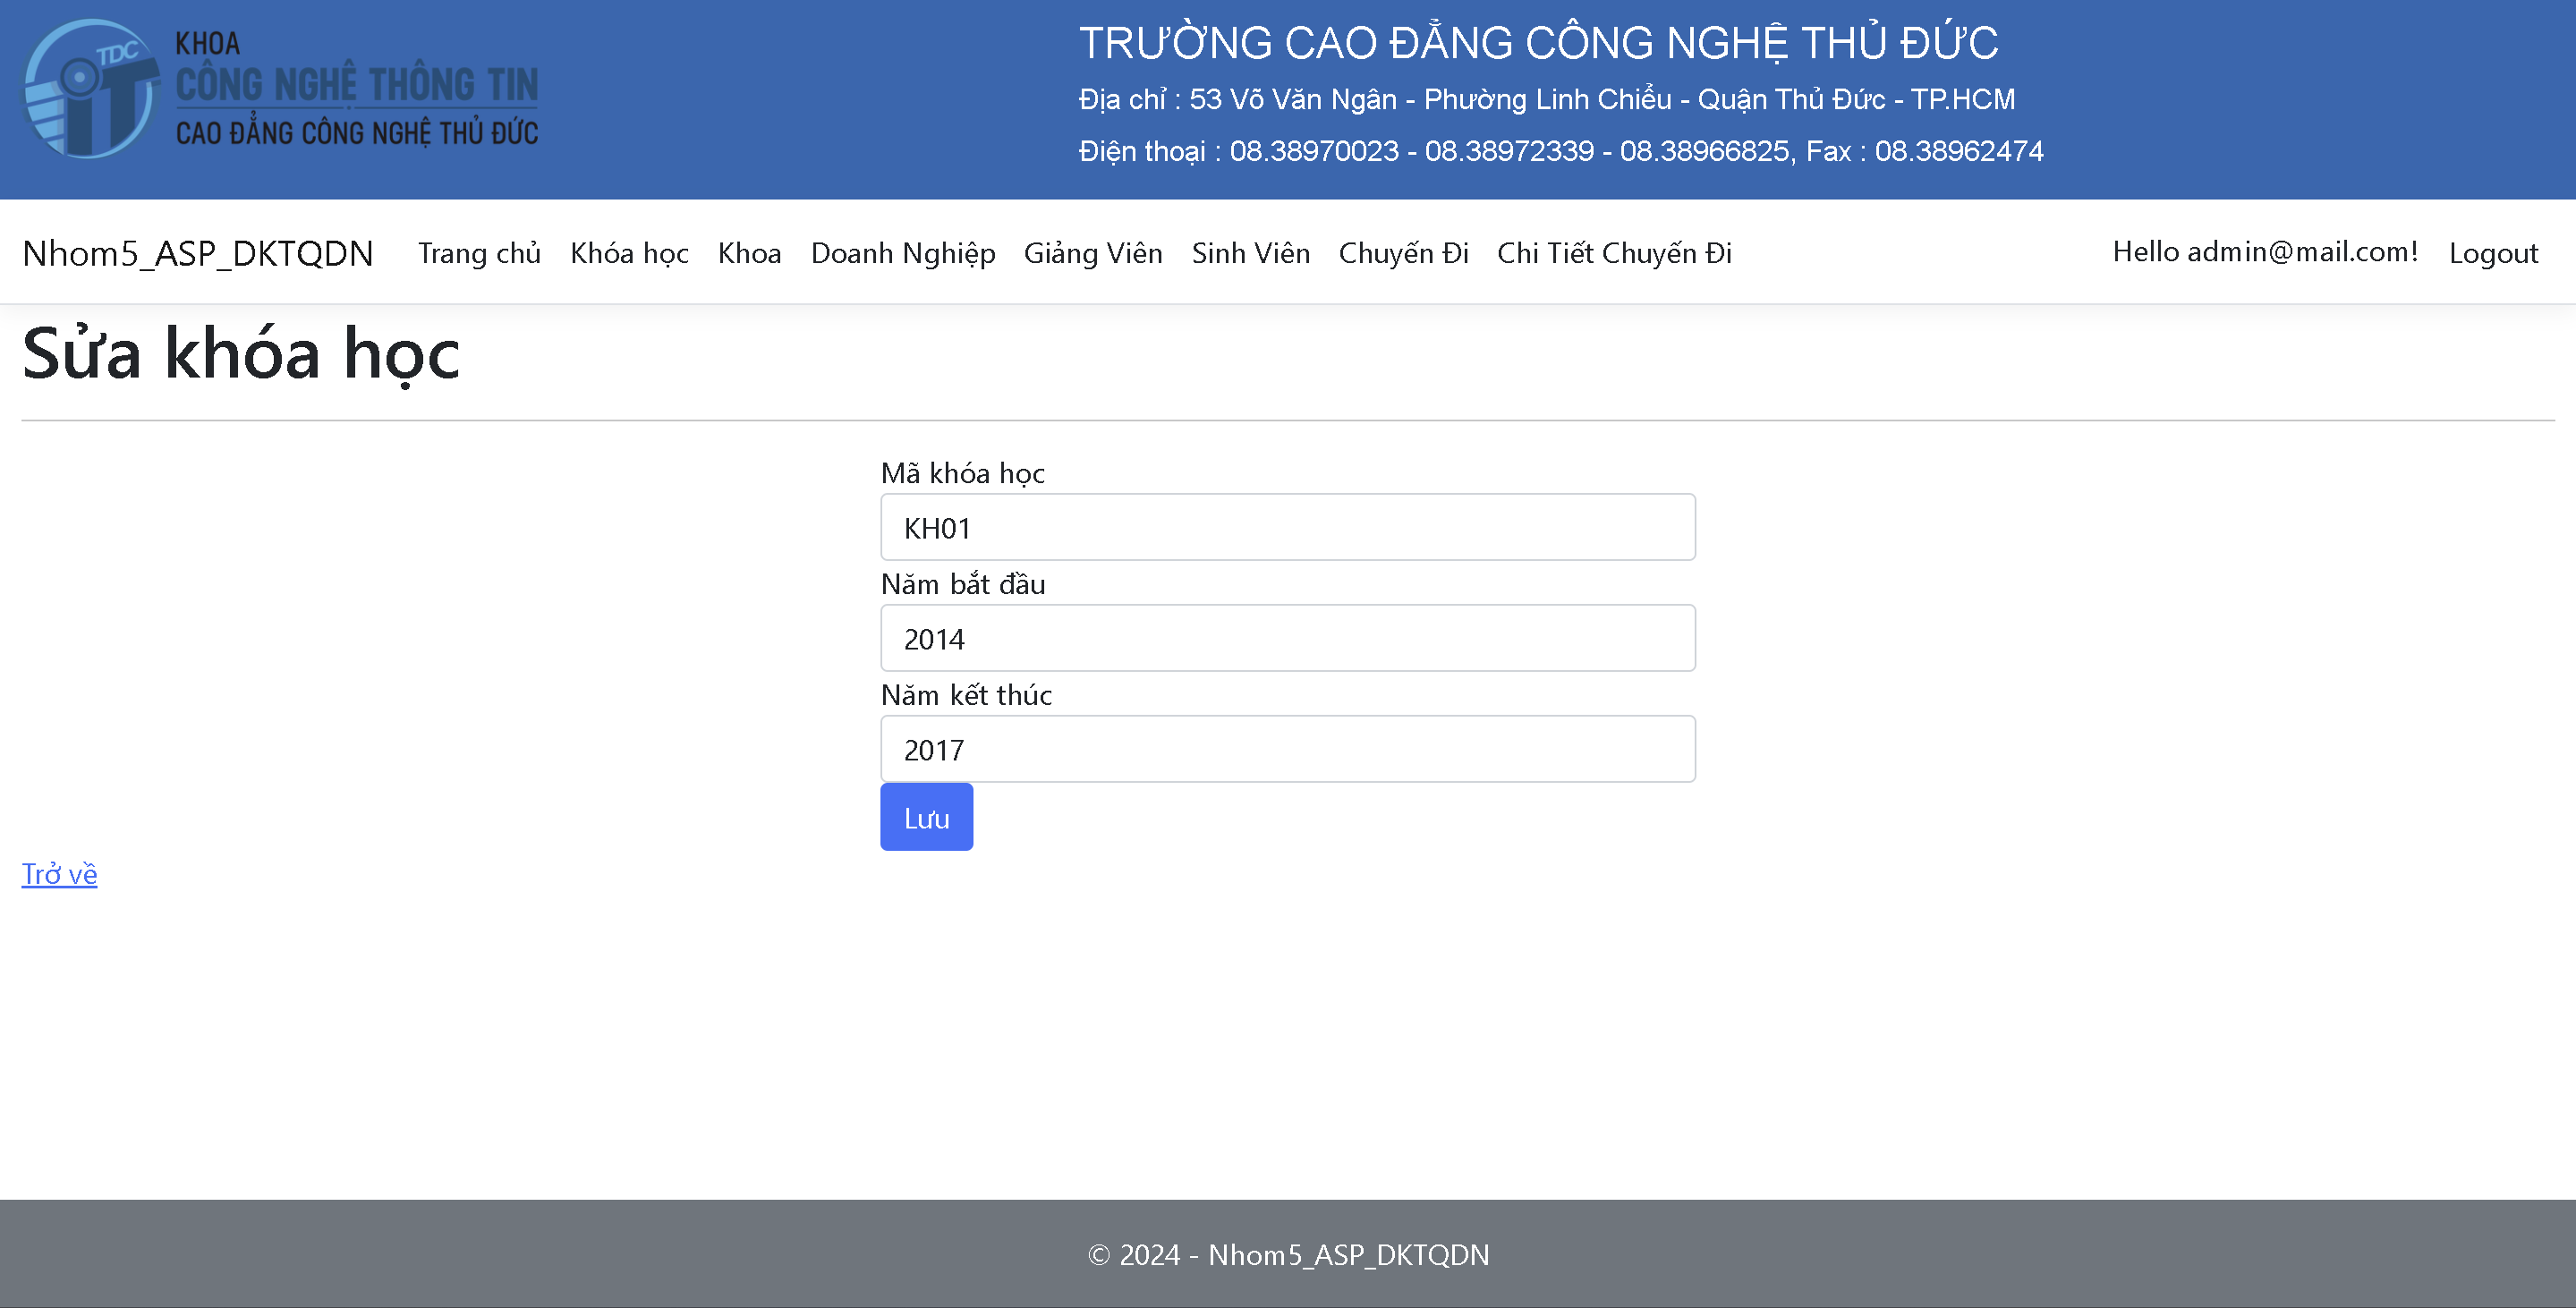 TDC
iT
KHOA
CÔNG NGHỆ THÔNG TIN
CAO ĐẲNG CÔNG NGHỆ THỦ ĐỨC
TRƯỜNG CAO ĐẲNG CÔNG NGHỆ THỦ ĐỨC
Địa chỉ : 53 Võ Văn Ngân - Phường Linh Chiểu - Quận Thủ Đức - TP.HCM
Điện thoại : 08.38970023 - 08.38972339 - 08.38966825, Fax : 08.38962474
Nhom5_ASP_DKTQDN Trang chủ Khóa học Khoa Doanh Nghiệp Giảng Viên Sinh Viên Chuyến Đi Chi Tiết Chuyến Đi Hello admin@mail.com! Logout
Sửa khóa học
Mã khóa học
KH01
Năm bắt đầu
2014
Năm kết thúc
2017
Lưu
Trở về
© 2024 - Nhom5_ASP_DKTQDN